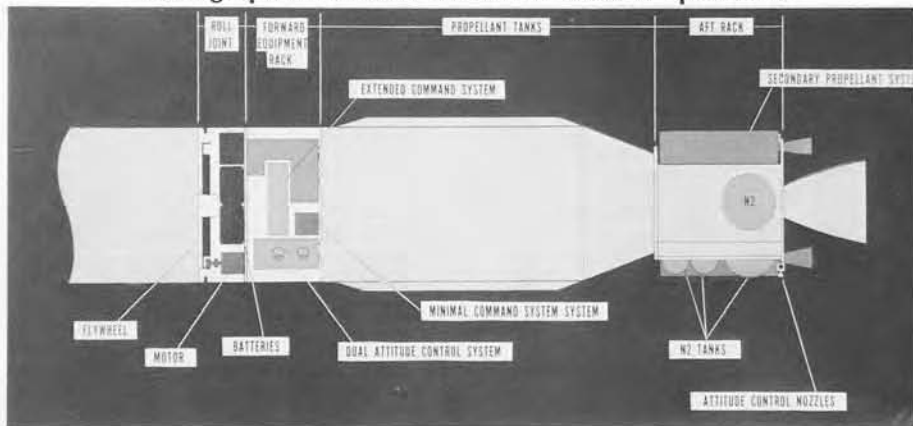 ROLL
JOINT
FORWARD
EQUIPMENT
RACK
PROPELLANT TANKS
AFT RACK
SECONDARY PROPELLANT SYST
EXTENDED COMMAND SYSTEM
N2
MINIMAL COMMAND SYSTEM SYSTEM
FLYWHEEL
MOTOR
BATTERIES
DUAL ATTITUDE CONTROL SYSTEM
N2 TANKS
ATTITUDE CONTROL NOZZLES